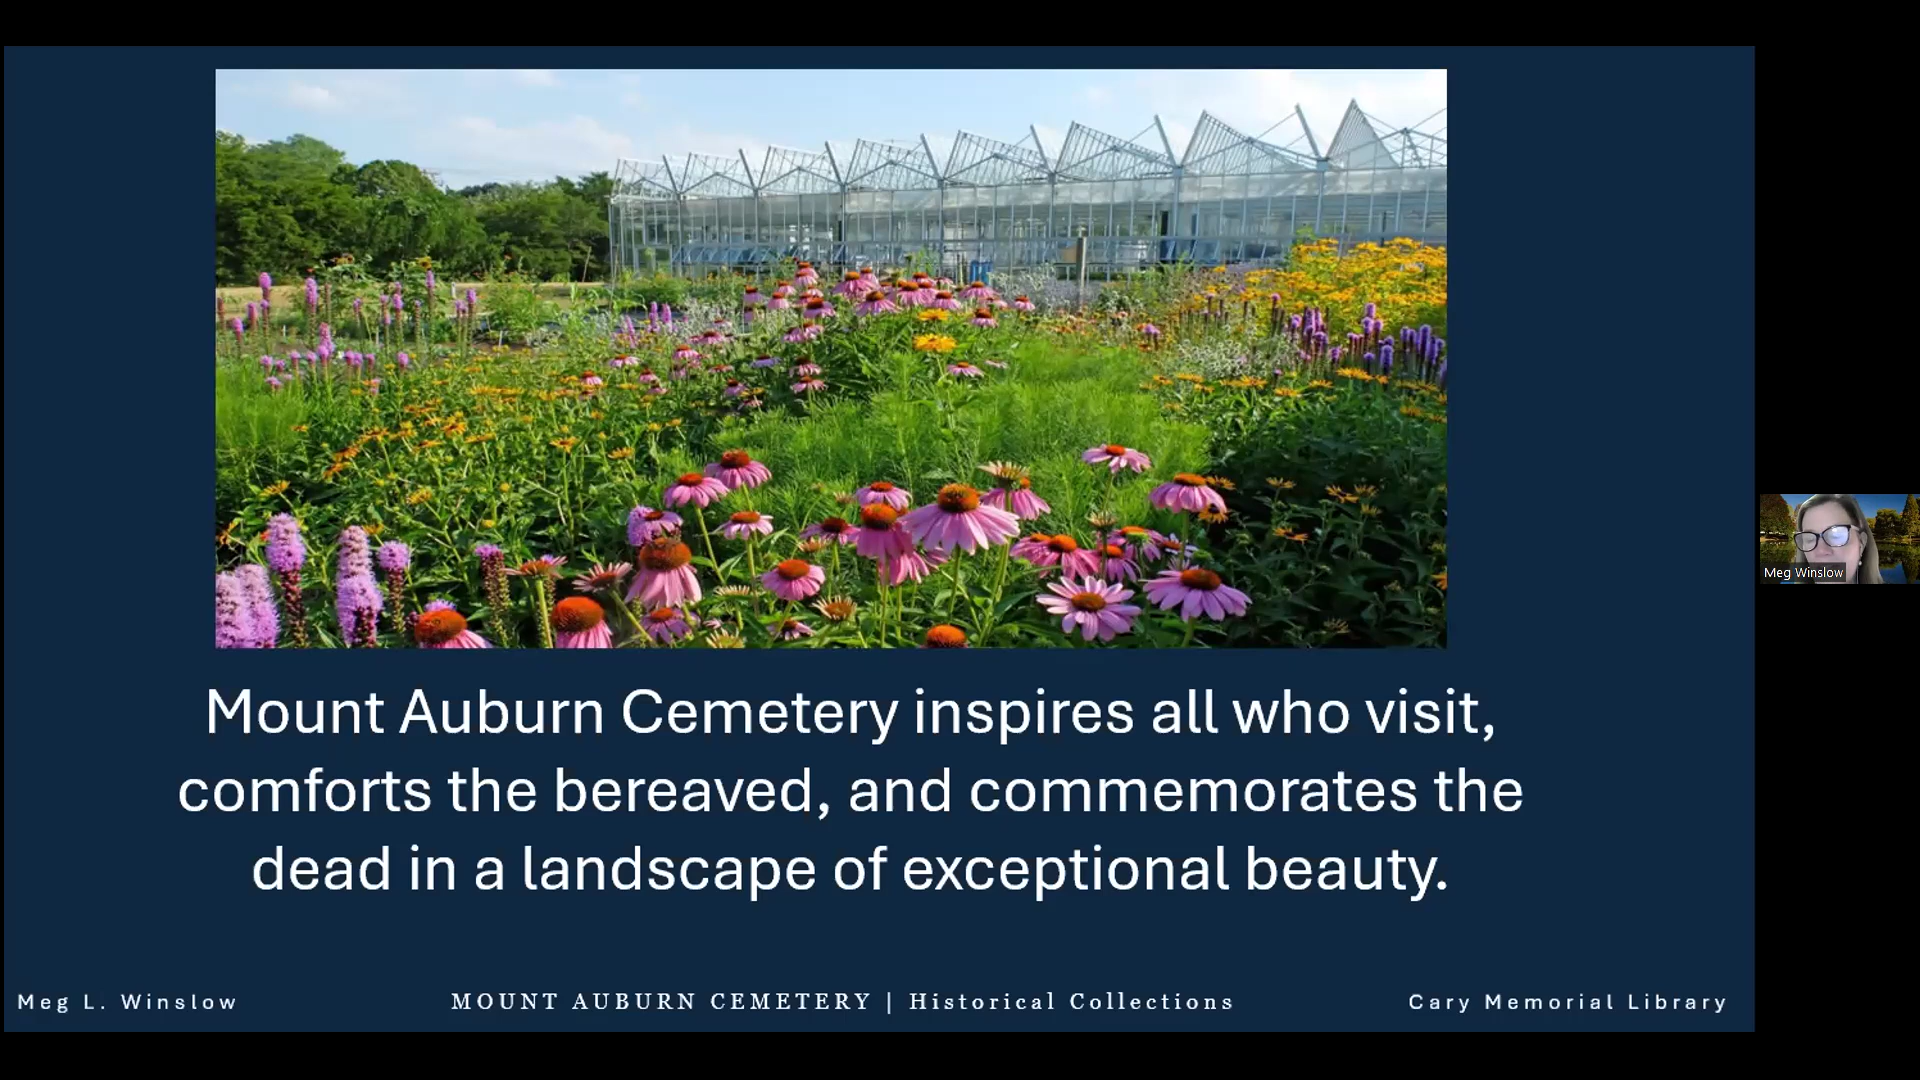 Mount Auburn Cemetery inspires all who visit,
comforts the bereaved, and commemorates the
dead in a landscape of exceptional beauty.
Meg L. Winslow
MOUNT AUBURN CEMETERY | Historical Collections
Cary Memorial Library
Meg Winslow